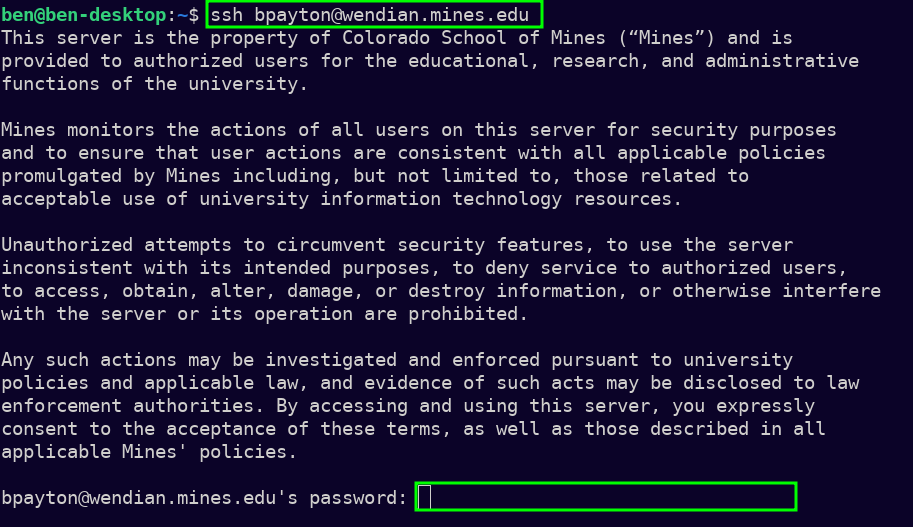 ben@ben-desktop:~$ ssh bpayton@wendian.mines.edu
This server is the property of Colorado School of Mines (“Mines”) and is
provided to authorized users for the educational, research, and administrative
functions of the university.
Mines monitors the actions of all users on this server for security purposes
and to ensure that user actions are consistent with all applicable policies
promulgated by Mines including, but not limited to, those related to
acceptable use of university information technology resources.
Unauthorized attempts to circumvent security features, to use the server
inconsistent with its intended purposes, to deny service to authorized users,
to access, obtain, alter, damage, or destroy information, or otherwise interfere
with the server or its operation are prohibited.
Any such actions may be investigated and enforced pursuant to university
policies and applicable law, and evidence of such acts may be disclosed to law
enforcement authorities. By accessing and using this server, you expressly
consent to the acceptance of these terms, as well as those described in all
applicable Mines' policies.
bpayton@wendian.mines.edu's password: